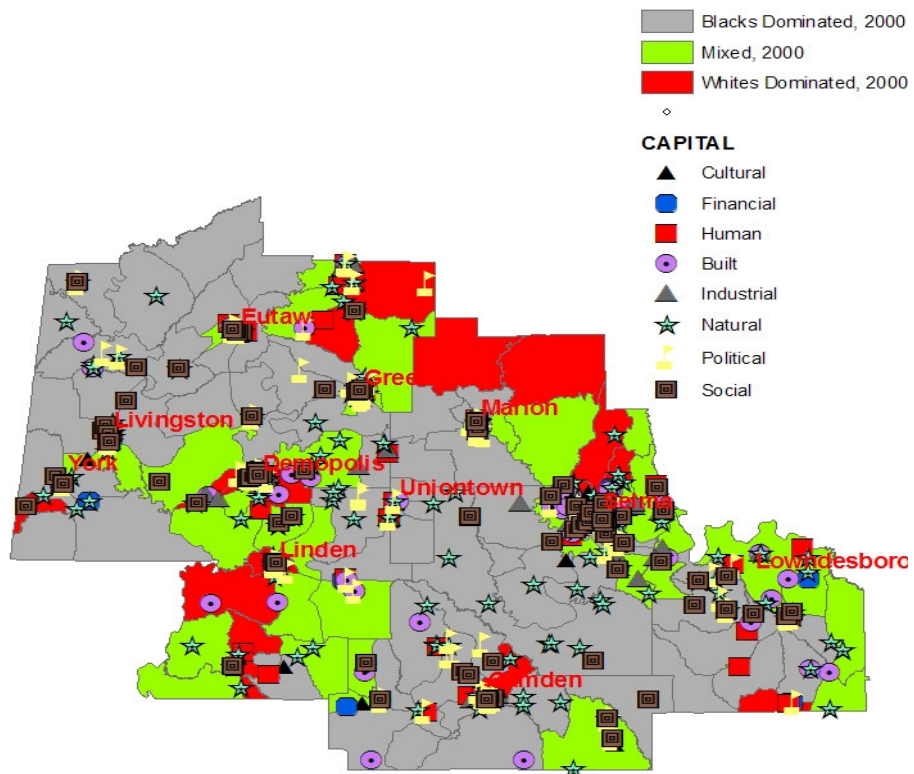 Blacks Dominated, 2000
Mixed, 2000
Whites Dominated, 2000
CAPITAL
Cultural
Financial
Human
Built
Industrial
Natural
Political
Social
Eutaw
Gree
Marion
Livingston
York
Demopolis
Uniontown
Selma
Linden
Lowndesboro
Camden